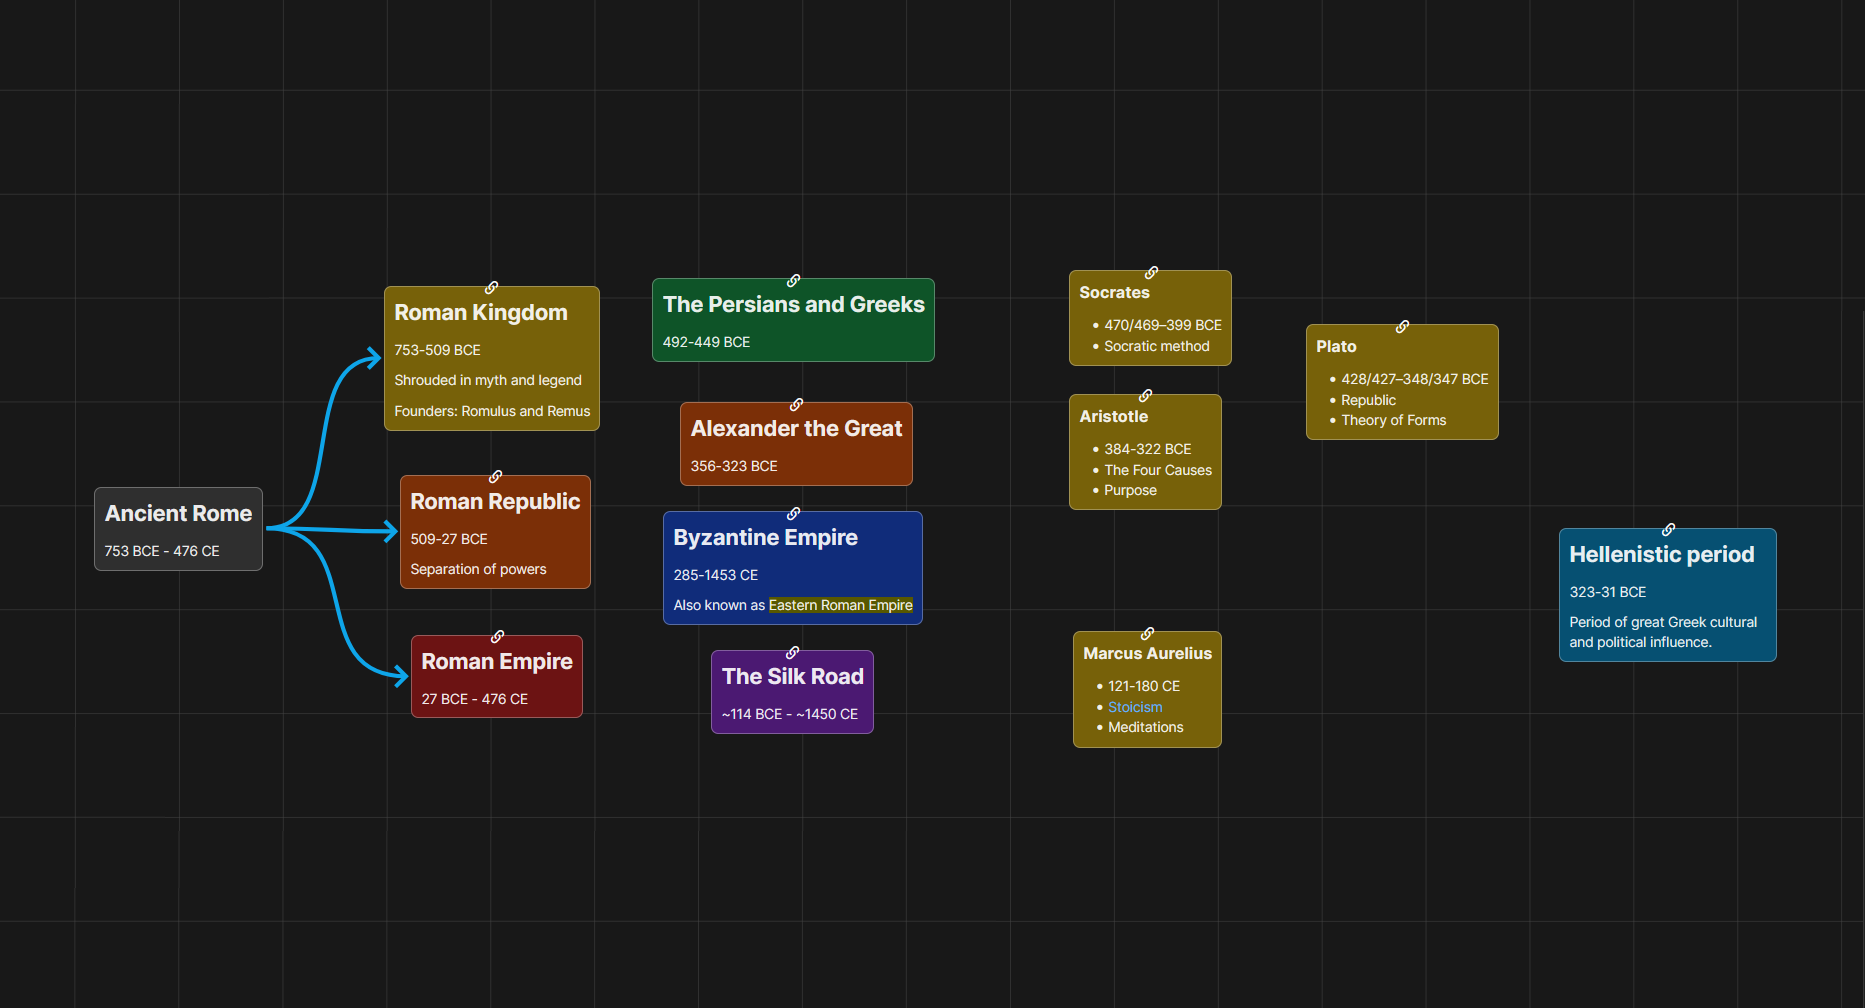 Ancient Rome
753 BCE - 476 CE
Roman Kingdom
753-509 BCE
Shrouded in myth and legend
Founders: Romulus and Remus
Roman Republic
509-27 BCE
Separation of powers
Roman Empire
27 BCE - 476 CE
The Persians and Greeks
492-449 BCE
Alexander the Great
356-323 BCE
Byzantine Empire
285-1453 CE
Also known as Eastern Roman Empire
The Silk Road
~114 BCE - ~1450 CE
Socrates
• 470/469–399 BCE
• Socratic method
Aristotle
• 384-322 BCE
• The Four Causes
• Purpose
Marcus Aurelius
• 121-180 CE
• Stoicism
• Meditations
Plato
• 428/427–348/347 BCE
• Republic
• Theory of Forms
Hellenistic period
323-31 BCE
Period of great Greek cultural
and political influence.